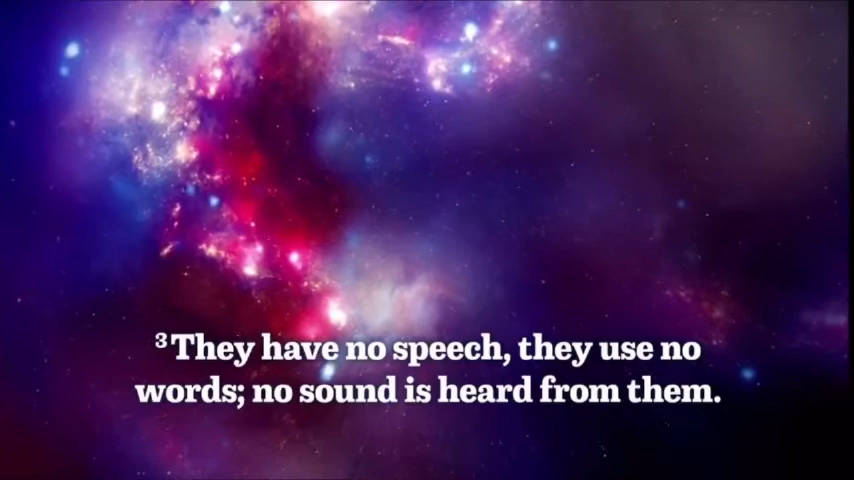 ³They have no speech, they use no
words; no sound is heard from them.